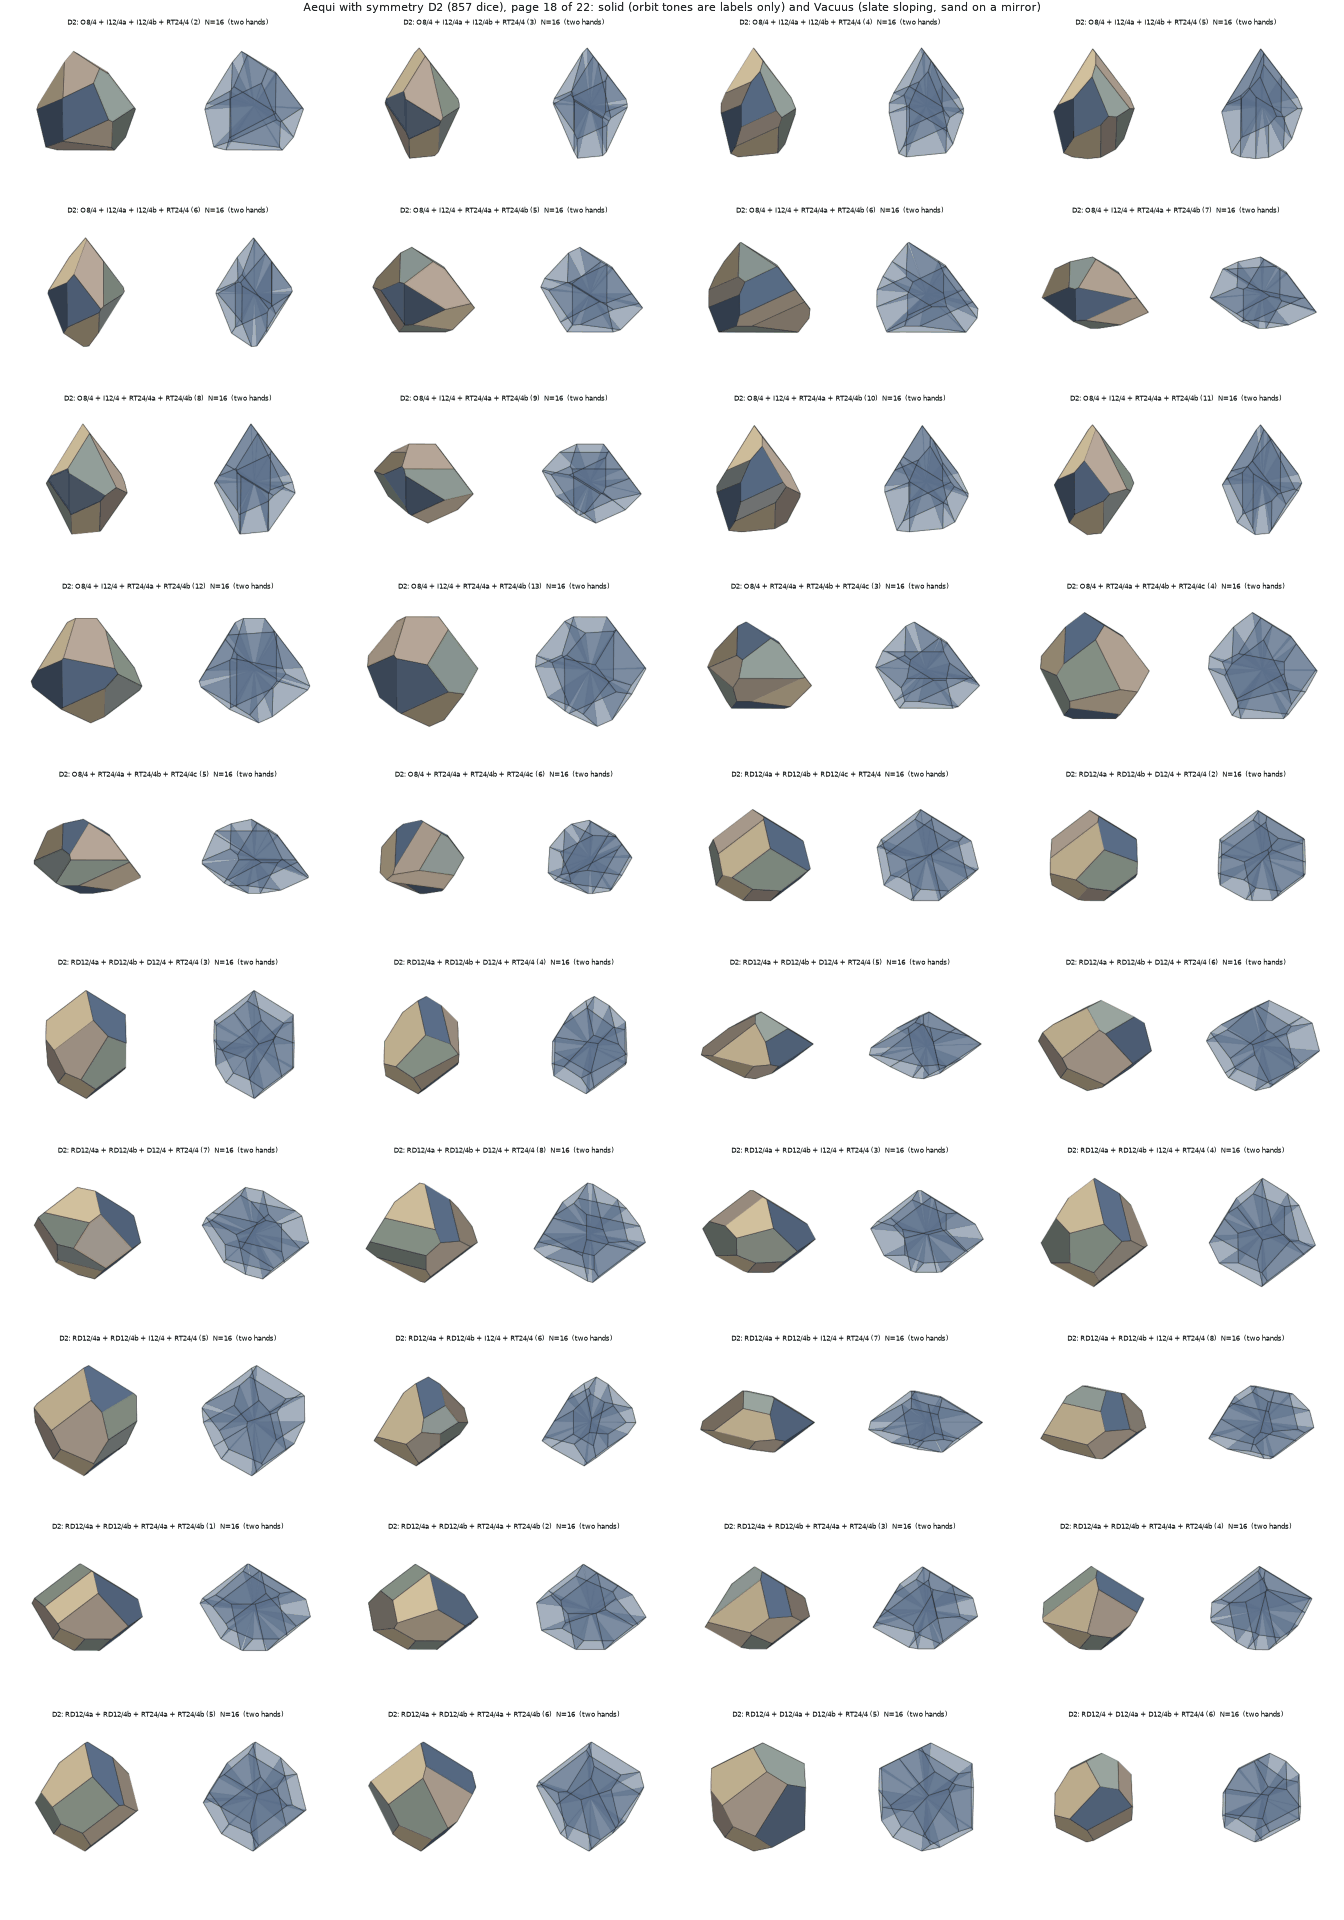 Aequi with symmetry D2 (857 dice), page 18 of 22: solid (orbit tones are labels only) and Vacuus (slate sloping, sand on a mirror)
D2: O8/4 + I12/4a + I12/4b + RT24/4 (2) N=16 (two hands)
D2: O8/4 + I12/4a + I12/4b + RT24/4 (3) N=16 (two hands)
D2: O8/4 + I12/4a + I12/4b + RT24/4 (4) N=16 (two hands)
D2: O8/4 + I12/4a + I12/4b + RT24/4 (5) N=16 (two hands)
D2: O8/4 + I12/4a + I12/4b + RT24/4 (6) N=16 (two hands)
D2: O8/4 + I12/4 + RT24/4a + RT24/4b (5) N=16 (two hands)
D2: O8/4 + I12/4 + RT24/4a + RT24/4b (6) N=16 (two hands)
D2: O8/4 + I12/4 + RT24/4a + RT24/4b (7) N=16 (two hands)
D2: O8/4 + I12/4 + RT24/4a + RT24/4b (8) N=16 (two hands)
D2: O8/4 + I12/4 + RT24/4a + RT24/4b (9) N=16 (two hands)
D2: O8/4 + I12/4 + RT24/4a + RT24/4b (10) N=16 (two hands)
D2: O8/4 + I12/4 + RT24/4a + RT24/4b (11) N=16 (two hands)
D2: O8/4 + I12/4 + RT24/4a + RT24/4b (12) N=16 (two hands)
D2: O8/4 + I12/4 + RT24/4a + RT24/4b (13) N=16 (two hands)
D2: O8/4 + RT24/4a + RT24/4b + RT24/4c (3) N=16 (two hands)
D2: O8/4 + RT24/4a + RT24/4b + RT24/4c (4) N=16 (two hands)
D2: O8/4 + RT24/4a + RT24/4b + RT24/4c (5) N=16 (two hands)
D2: O8/4 + RT24/4a + RT24/4b + RT24/4c (6) N=16 (two hands)
D2: RD12/4a + RD12/4b + RD12/4c + RT24/4 N=16 (two hands)
D2: RD12/4a + RD12/4b + D12/4 + RT24/4 (2) N=16 (two hands)
D2: RD12/4a + RD12/4b + D12/4 + RT24/4 (3) N=16 (two hands)
D2: RD12/4a + RD12/4b + D12/4 + RT24/4 (4) N=16 (two hands)
D2: RD12/4a + RD12/4b + D12/4 + RT24/4 (5) N=16 (two hands)
D2: RD12/4a + RD12/4b + D12/4 + RT24/4 (6) N=16 (two hands)
D2: RD12/4a + RD12/4b + D12/4 + RT24/4 (7) N=16 (two hands)
D2: RD12/4a + RD12/4b + D12/4 + RT24/4 (8) N=16 (two hands)
D2: RD12/4a + RD12/4b + I12/4 + RT24/4 (3) N=16 (two hands)
D2: RD12/4a + RD12/4b + I12/4 + RT24/4 (4) N=16 (two hands)
D2: RD12/4a + RD12/4b + I12/4 + RT24/4 (5) N=16 (two hands)
D2: RD12/4a + RD12/4b + I12/4 + RT24/4 (6) N=16 (two hands)
D2: RD12/4a + RD12/4b + I12/4 + RT24/4 (7) N=16 (two hands)
D2: RD12/4a + RD12/4b + I12/4 + RT24/4 (8) N=16 (two hands)
D2: RD12/4a + RD12/4b + RT24/4a + RT24/4b (1) N=16 (two hands)
D2: RD12/4a + RD12/4b + RT24/4a + RT24/4b (2) N=16 (two hands)
D2: RD12/4a + RD12/4b + RT24/4a + RT24/4b (3) N=16 (two hands)
D2: RD12/4a + RD12/4b + RT24/4a + RT24/4b (4) N=16 (two hands)
D2: RD12/4a + RD12/4b + RT24/4a + RT24/4b (5) N=16 (two hands)
D2: RD12/4a + RD12/4b + RT24/4a + RT24/4b (6) N=16 (two hands)
D2: RD12/4 + D12/4a + D12/4b + RT24/4 (5) N=16 (two hands)
D2: RD12/4 + D12/4a + D12/4b + RT24/4 (6) N=16 (two hands)